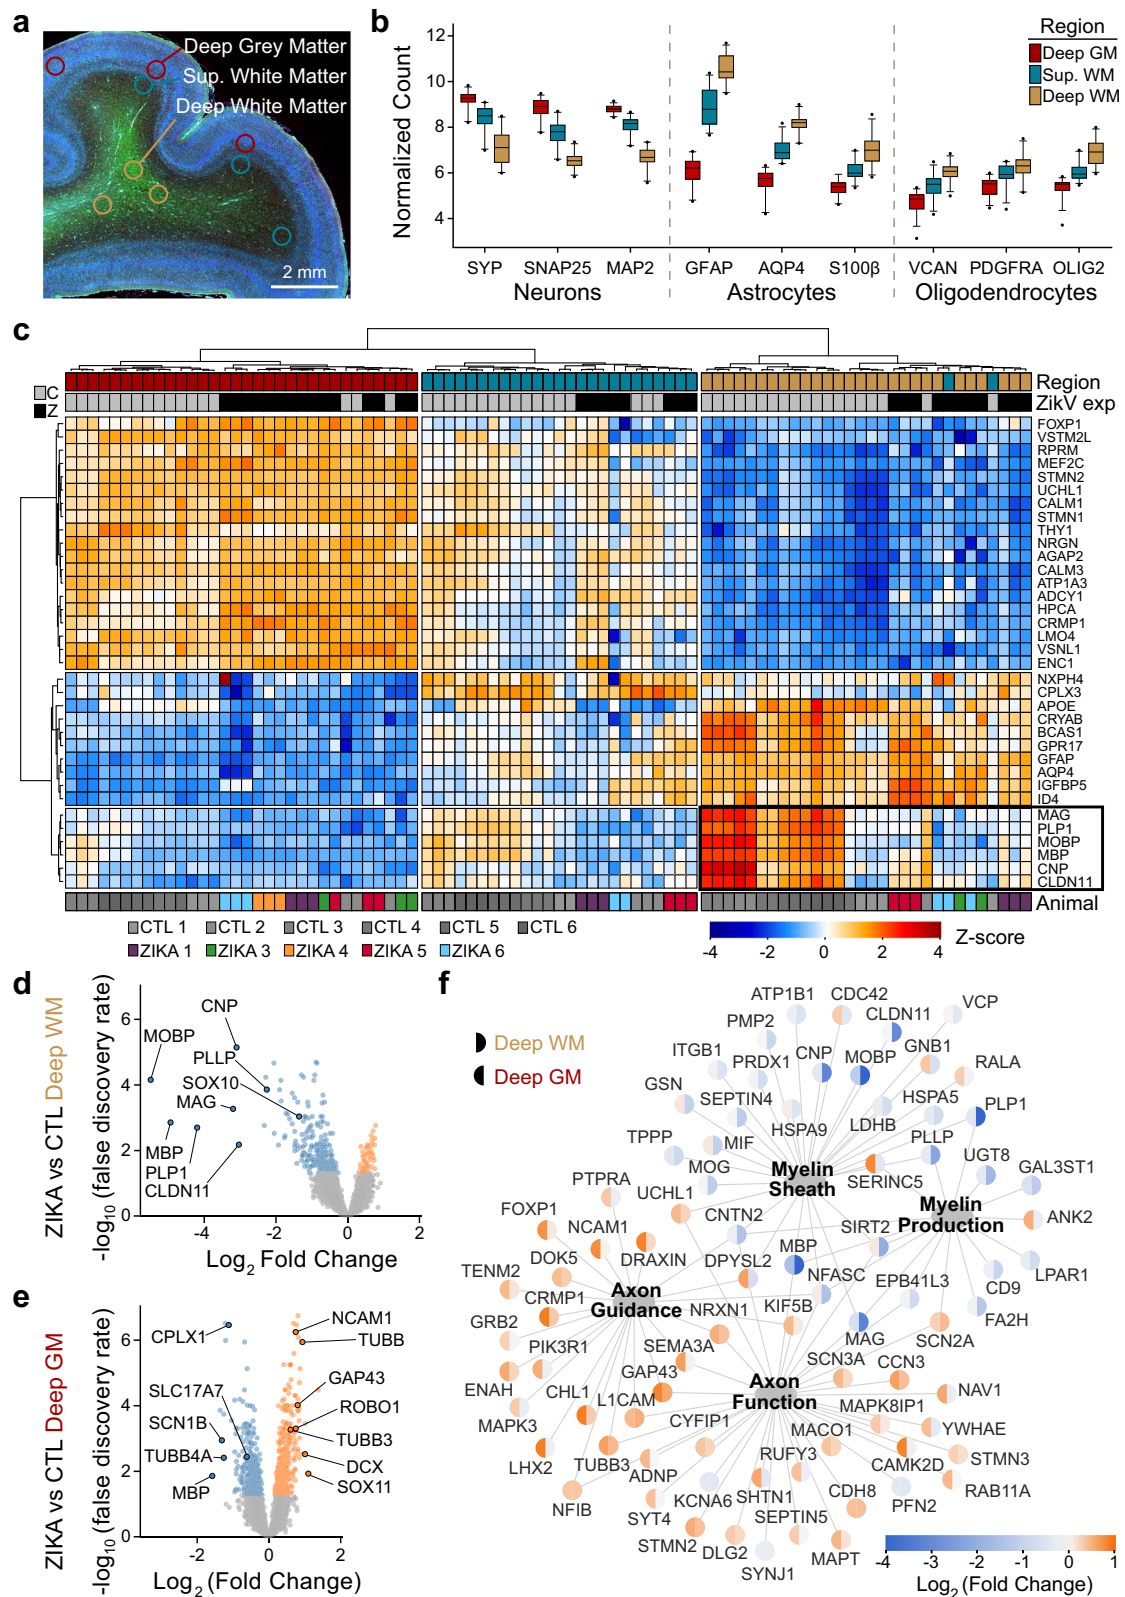 a
Deep Grey Matter
Sup. White Matter
Deep White Matter
2 mm
b
Normalized Count
12
10
8
6
4
Region
Deep GM
Sup. WM
Deep WM
SYP SNAP25 MAP2 GFAP AQP4 S100β VCAN PDGFRA OLIG2
Neurons Astrocytes Oligodendrocytes
c
C
Z
Region
ZikV exp
FOXP1
VSTM2L
RPRM
MEF2C
STMN2
UCHL1
CALM1
STMN1
THY1
NRGN
AGAP2
CALM3
ATP1A3
ADCY1
HPCA
CRMP1
LMO4
VSNL1
ENC1
NXPH4
CPLX3
APOE
CRYAB
BCAS1
GPR17
GFAP
AQP4
IGFBP5
ID4
MAG
PLP1
MOBP
MBP
CNP
CLDN11
Animal
CTL 1 CTL 2 CTL 3 CTL 4 CTL 5 CTL 6
ZIKA 1 ZIKA 3 ZIKA 4 ZIKA 5 ZIKA 6
-4 -2 0 2 4
Z-score
d
ZIKA vs CTL Deep WM
-log10 (false discovery rate)
6
4
2
0
CNP
MOBP
PLLP
SOX10
MAG
MBP
PLP1
CLDN11
-4 -2 0 2
Log2 Fold Change
e
ZIKA vs CTL Deep GM
-log10 (false discovery rate)
6
4
2
0
CPLX1
SLC17A7
SCN1B
TUBB4A
MBP
NCAM1
TUBB
GAP43
ROBO1
TUBB3
DCX
SOX11
-2 0 2
Log2 (Fold Change)
f
Deep WM
Deep GM
ATP1B1 CDC42
CLDN11 VCP
PMP2
ITGB1 PRDX1 CNP MOBP GNB1
RALA
GSN SEPTIN4 HSPA5
PLP1
HSPA9 LDHB
TPPP MIF PLLP
UGT8
MOG Myelin Sheath SERINC5 GAL3ST1
PTPRA UCHL1 Myelin Production
FOXP1 NCAM1 CNTN2 SIRT2 ANK2
DOK5 DRAXIN DPYSL2 MBP
TENM2 NFASC EPB41L3 CD9 LPAR1
CRMP1 Axon Guidance NRXN1 KIF5B
GRB2 FA2H
PIK3R1 SEMA3A MAG SCN2A
ENAH GAP43 SCN3A CCN3
CHL1 L1CAM Axon Function NAV1
MAPK3 MAPK8IP1
CYFIP1 MACO1 YWHAE
LHX2 TUBB3 RUFY3 STMN3
ADNP CAMK2D
NFIB KCNA6 SHTN1 CDH8 PFN2 RAB11A
SYT4 SEPTIN5
STMN2 DLG2 MAPT
SYNJ1
-4 -3 -2 -1 0 1
Log2 (Fold Change)